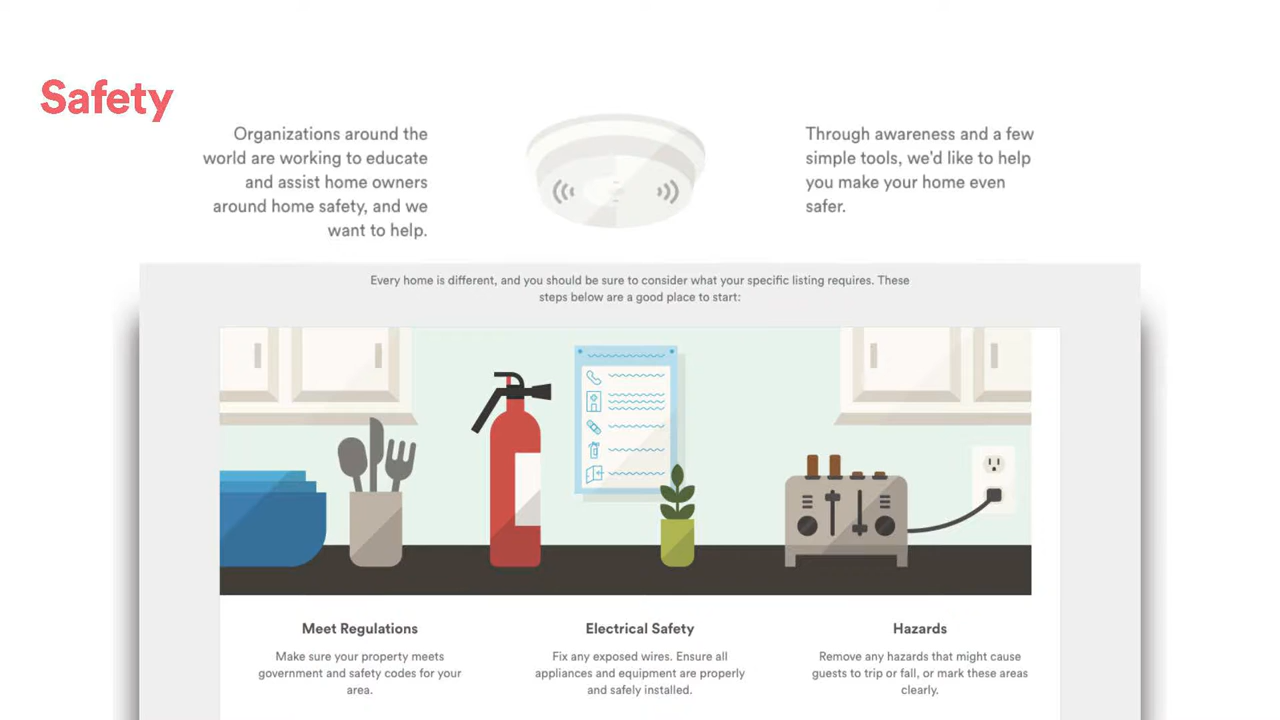 Safety
Organizations around the
world are working to educate
and assist home owners
around home safety, and we
want to help.
Through awareness and a few
simple tools, we'd like to help
you make your home even
safer.
Every home is different, and you should be sure to consider what your specific listing requires. These
steps below are a good place to start:
Meet Regulations
Make sure your property meets
government and safety codes for your
area.
Electrical Safety
Fix any exposed wires. Ensure all
appliances and equipment are properly
and safely installed.
Hazards
Remove any hazards that might cause
guests to trip or fall, or mark these areas
clearly.